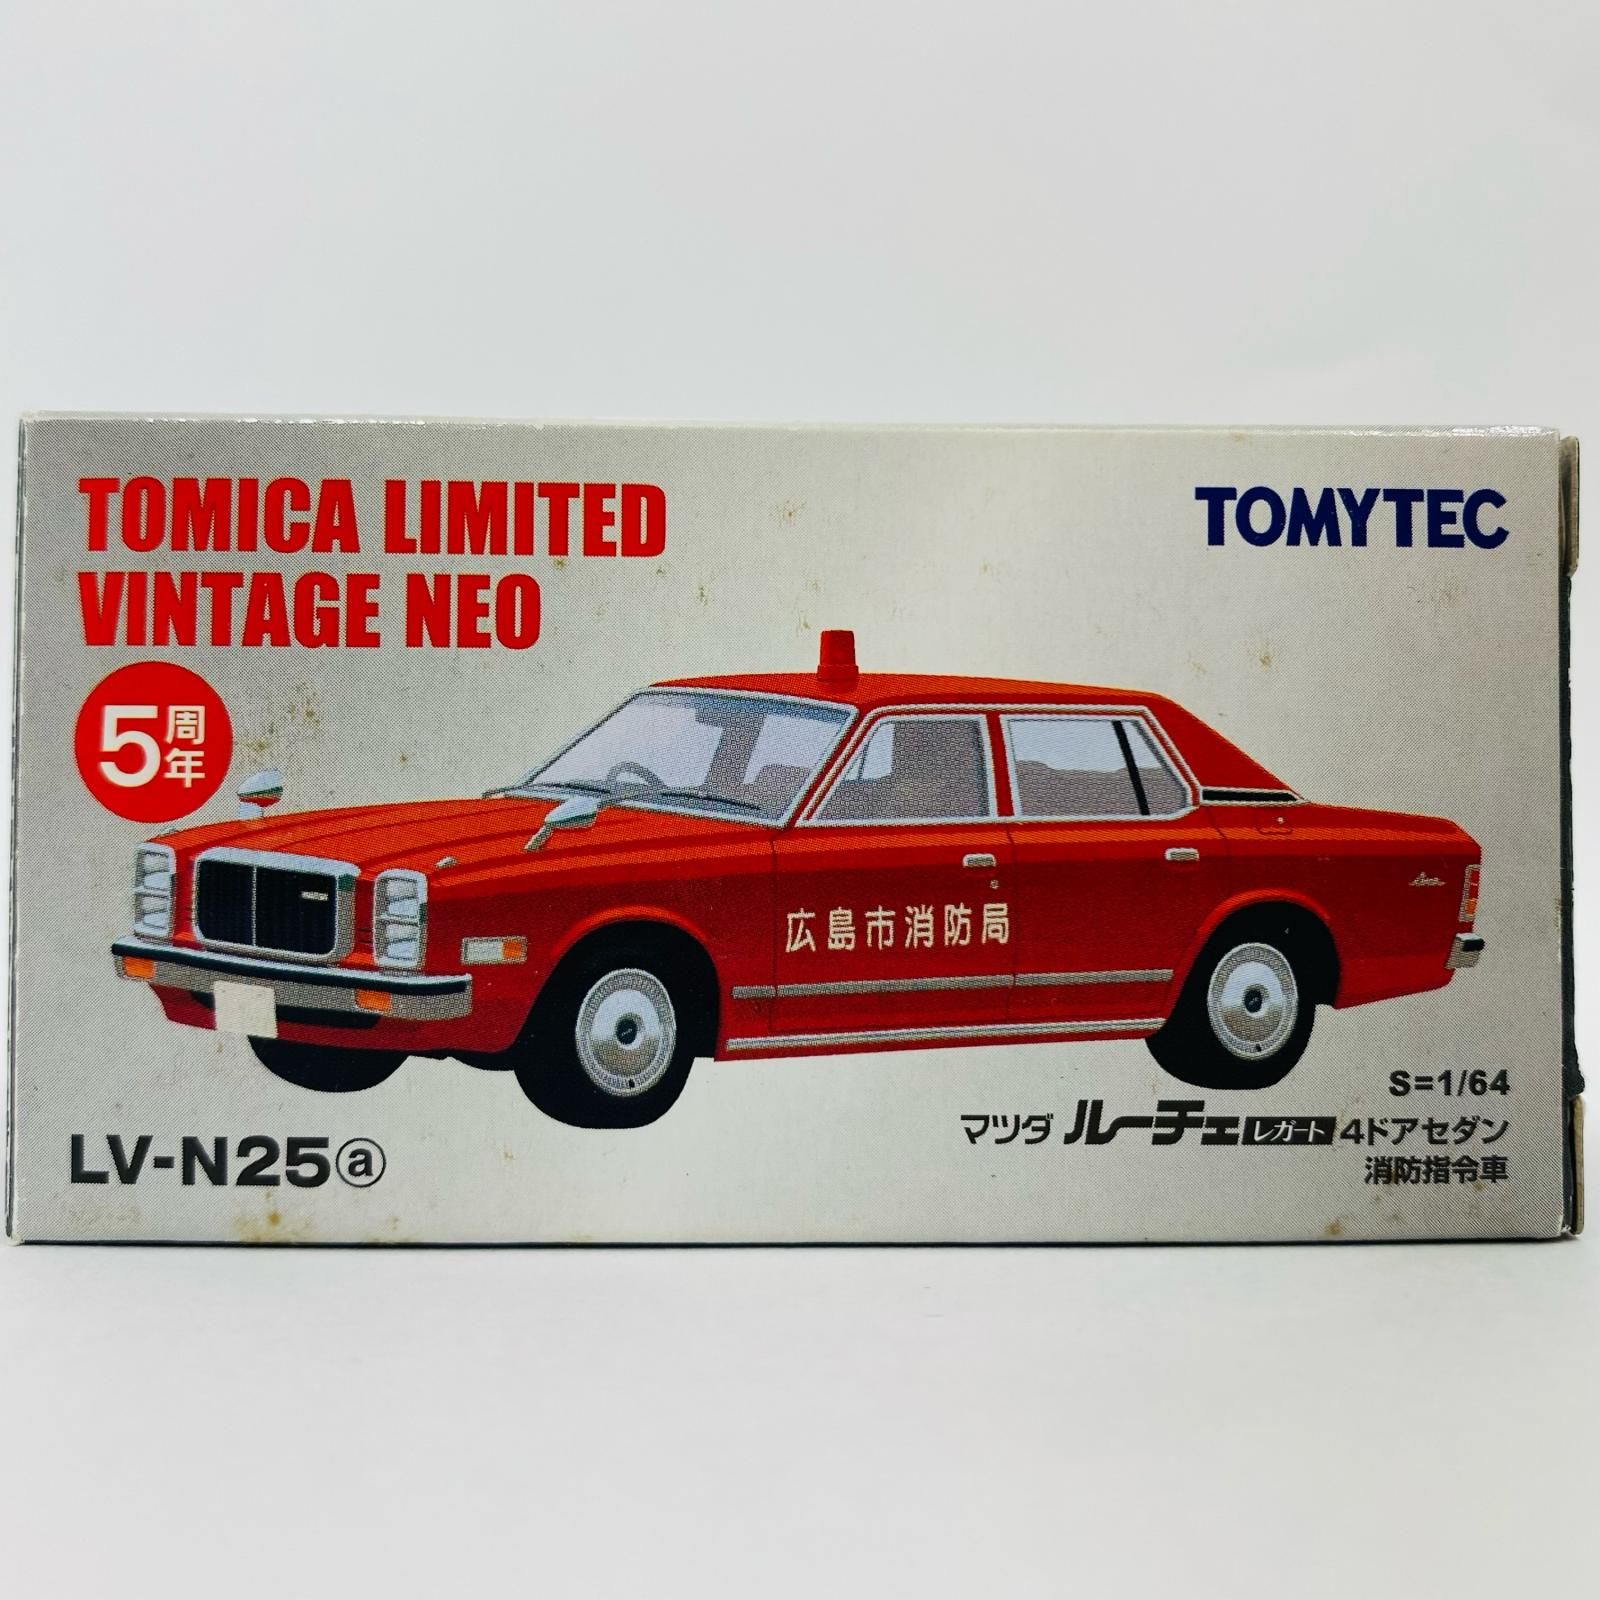 TOMICA LIMITED
VINTAGE NEO
TOMYTEC
5周年
広島市消防局
S=1/64
マツダ ルーチェ レガート 4ドアセダン
消防指令車
LV-N25ⓐ